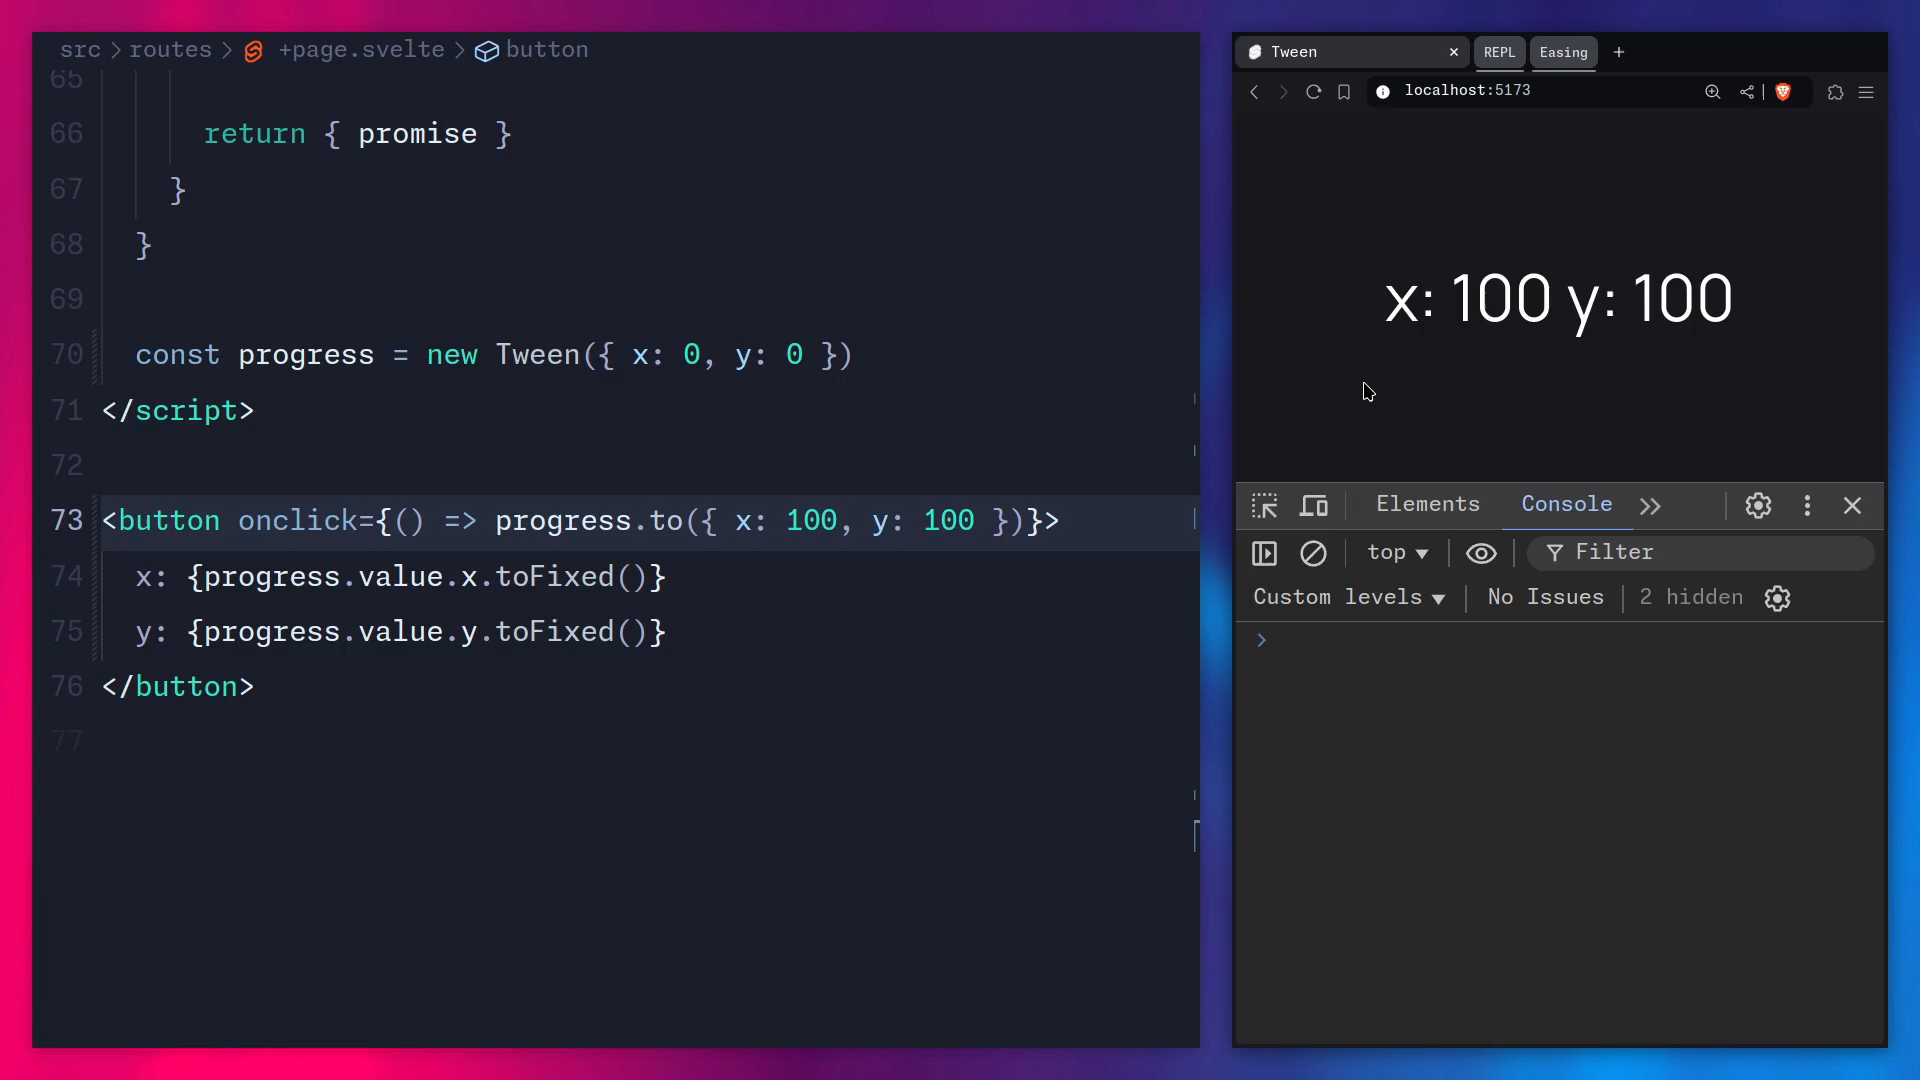 src > routes > +page.svelte > button
65
66 return { promise }
67 }
68 }
69
70 const progress = new Tween({ x: 0, y: 0 })
71 </script>
72
73 <button onclick={() => progress.to({ x: 100, y: 100 })}>
74 x: {progress.value.x.toFixed()}
75 y: {progress.value.y.toFixed()}
76 </button>
77
Tween × REPL Easing +
localhost:5173
x: 100 y: 100
Elements Console
top Filter
Custom levels No Issues 2 hidden
>